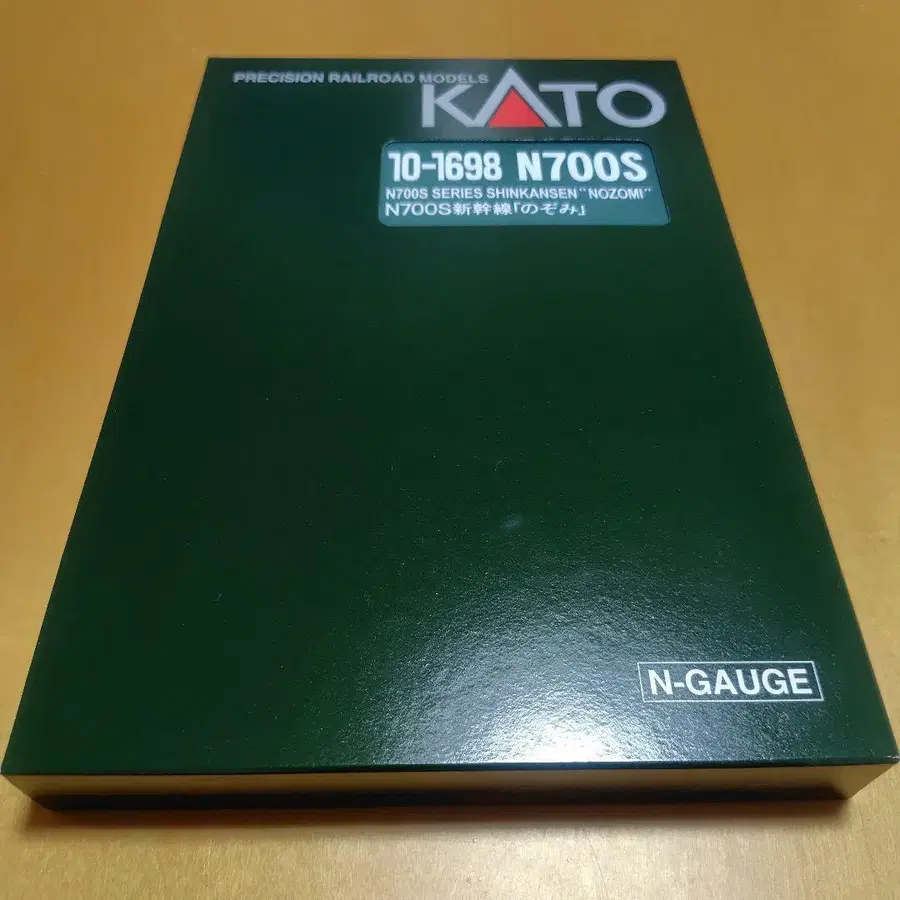 PRECISION RAILROAD MODELS
KATO
10-1698 N700S
N700S SERIES SHINKANSEN "NOZOMI"
N700S新幹線「のぞみ」
N-GAUGE